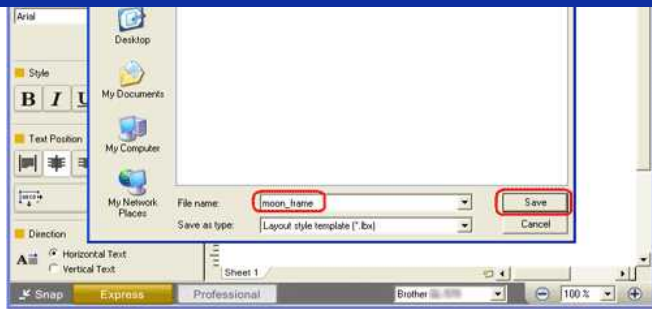 Arial
Desktop
Style
B I U
My Documents
Text Position
My Computer
My Network
Places
File name:
moon_frame
Save
Save as type:
Layout style template (*.lbx)
Cancel
Direction
A
Horizontal Text
Vertical Text
Sheet 1
Snap
Express
Professional
Brother
100 %